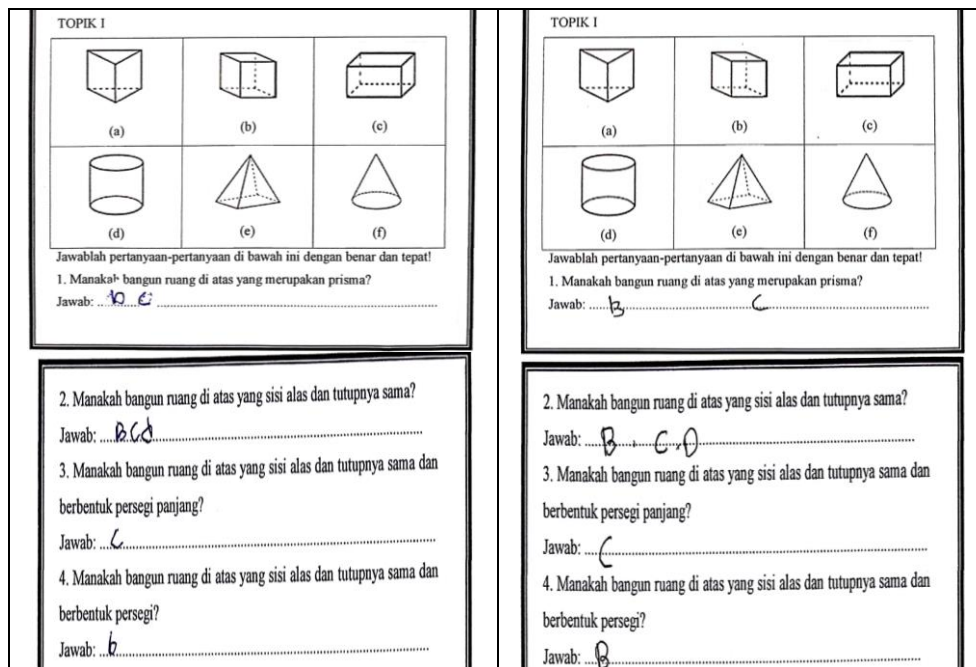 TOPIK I
(a) (b) (c)
(d) (e) (f)
Jawablah pertanyaan-pertanyaan di bawah ini dengan benar dan tepat!
1. Manakah bangun ruang di atas yang merupakan prisma?
Jawab: b c
2. Manakah bangun ruang di atas yang sisi alas dan tutupnya sama?
Jawab: B C d
3. Manakah bangun ruang di atas yang sisi alas dan tutupnya sama dan
berbentuk persegi panjang?
Jawab: C
4. Manakah bangun ruang di atas yang sisi alas dan tutupnya sama dan
berbentuk persegi?
Jawab: b
TOPIK I
(a) (b) (c)
(d) (e) (f)
Jawablah pertanyaan-pertanyaan di bawah ini dengan benar dan tepat!
1. Manakah bangun ruang di atas yang merupakan prisma?
Jawab: B C
2. Manakah bangun ruang di atas yang sisi alas dan tutupnya sama?
Jawab: B, C, D
3. Manakah bangun ruang di atas yang sisi alas dan tutupnya sama dan
berbentuk persegi panjang?
Jawab: C
4. Manakah bangun ruang di atas yang sisi alas dan tutupnya sama dan
berbentuk persegi?
Jawab: B